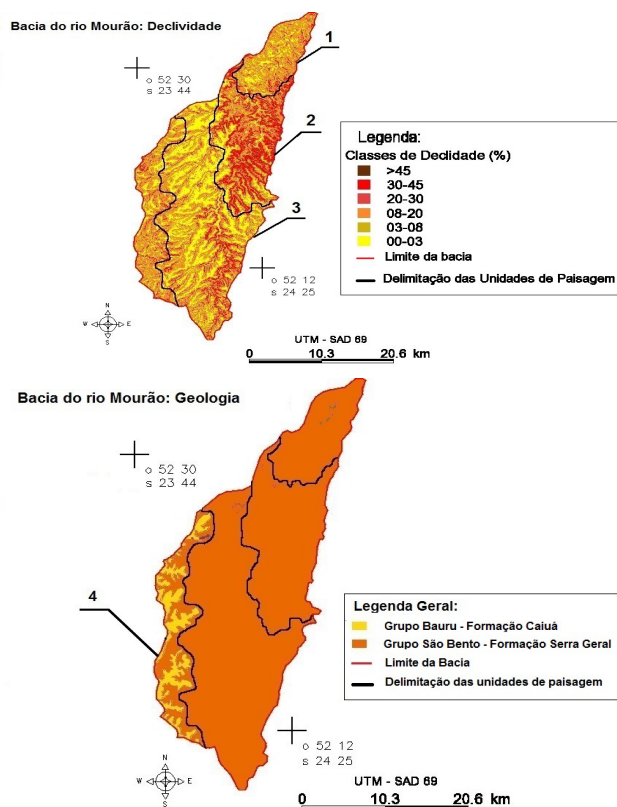 Bacia do rio Mourão: Declividade
1
o 52 30
s 23 44
2
Legenda:
Classes de Declidade (%)
>45
30-45
20-30
08-20
03-08
00-03
Limite da bacia
Delimitação das Unidades de Paisagem
3
o 52 12
s 24 25
N
W E
S
UTM - SAD 69
0 10.3 20.6 km
Bacia do rio Mourão: Geologia
o 52 30
s 23 44
4
Legenda Geral:
Grupo Bauru - Formação Caiuá
Grupo São Bento - Formação Serra Geral
Limite da Bacia
Delimitação das unidades de paisagem
o 52 12
s 24 25
N
W E
S
UTM - SAD 69
0 10.3 20.6 km